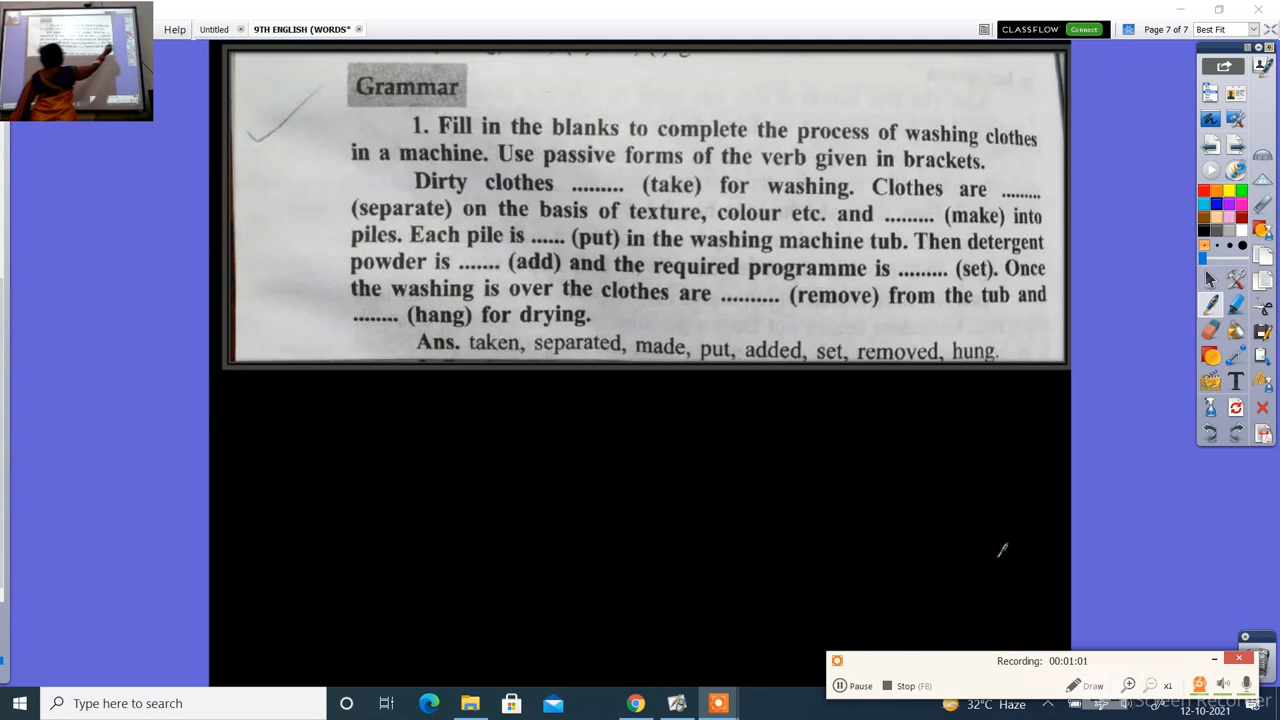 Help
Untitled
9TH ENGLISH (WORDS*
CLASSFLOW
Connect
Page 7 of 7
Best Fit
Grammar
1. Fill in the blanks to complete the process of washing clothes
in a machine. Use passive forms of the verb given in brackets.
Dirty clothes ......... (take) for washing. Clothes are .........
(separate) on the basis of texture, colour etc. and ......... (make) into
piles. Each pile is ...... (put) in the washing machine tub. Then detergent
powder is ....... (add) and the required programme is ......... (set). Once
the washing is over the clothes are .......... (remove) from the tub and
........ (hang) for drying.
Ans. taken, separated, made, put, added, set, removed, hung.
Recording: 00:01:01
Pause
Stop (F8)
Draw
x1
Type here to search
32°C Haze
Screen Recorder
12-10-2021